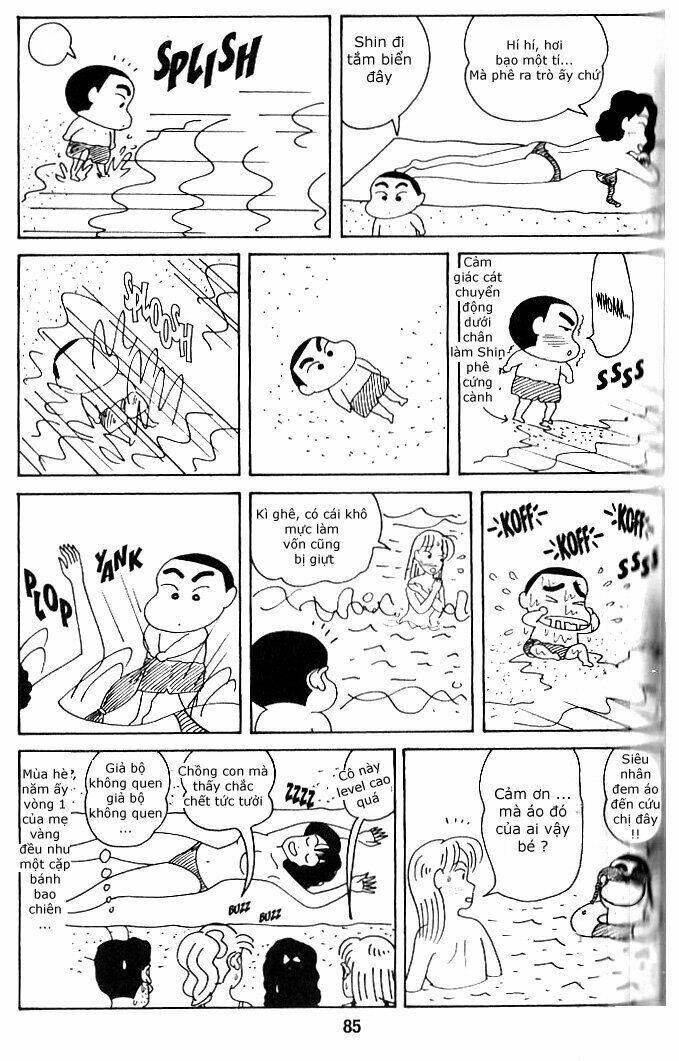 Hí hí, hơi
bạo một tí...
Mà phê ra trò ấy chứ
Shin đi
tắm biển
đây
SPLISH
WHOAAA...
Cảm
giác cát
chuyển
động
dưới
chân
làm Shin
phê
cứng
cành
SSSS
SPLOOSH
KOFF
KOFF
KOFF
SSSS
Kì ghê, có cái khô
mực làm
vốn cũng
bị giựt
YANK
PLOP
Siêu
nhân
đem áo
đến cứu
chị đây
!!
Cảm ơn ...
... mà áo đó
của ai vậy
bé ?
Cô này
level cao
quá
ZZZZ
Chồng con mà
thấy chắc
chết tức tưởi
Giả bộ
không quen
giả bộ
không quen
...
BUZZ
BUZZ
Mùa hè
năm ấy
vòng 1
của mẹ
vàng
đều như
một cặp
bánh
bao
chiên
...
85